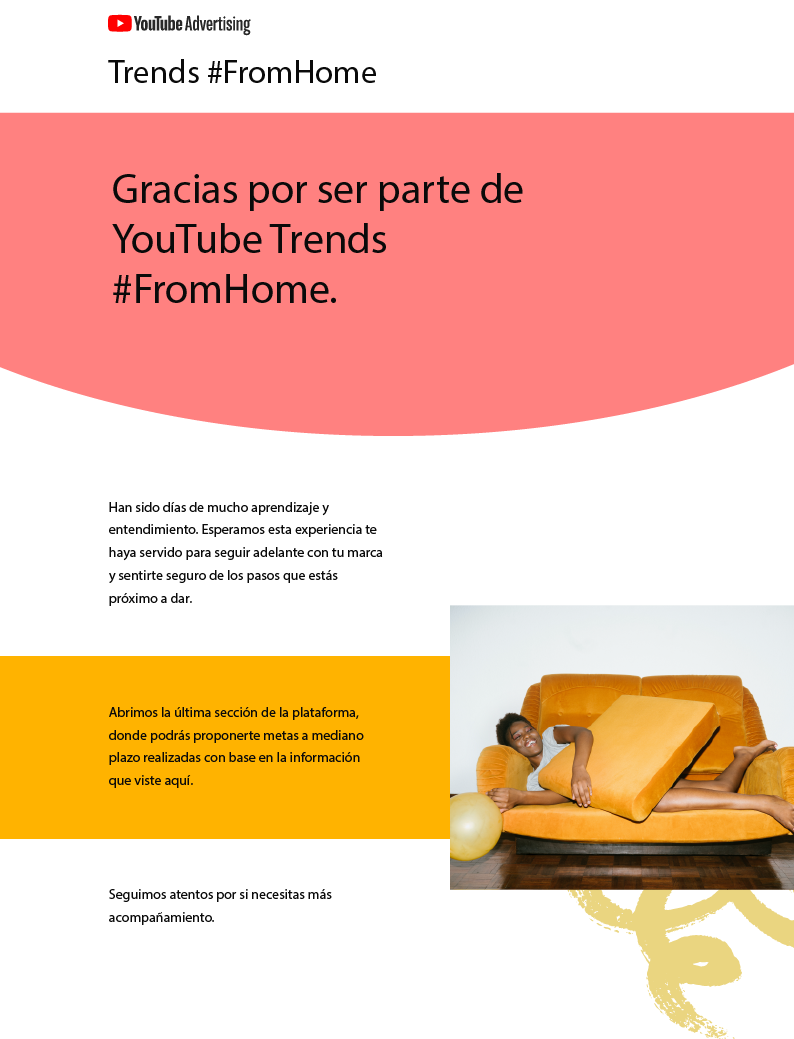 YouTube Advertising
Trends #FromHome
Gracias por ser parte de
YouTube Trends
#FromHome.
Han sido días de mucho aprendizaje y
entendimiento. Esperamos esta experiencia te
haya servido para seguir adelante con tu marca
y sentirte seguro de los pasos que estás
próximo a dar.
Abrimos la última sección de la plataforma,
donde podrás proponerte metas a mediano
plazo realizadas con base en la información
que viste aquí.
Seguimos atentos por si necesitas más
acompañamiento.